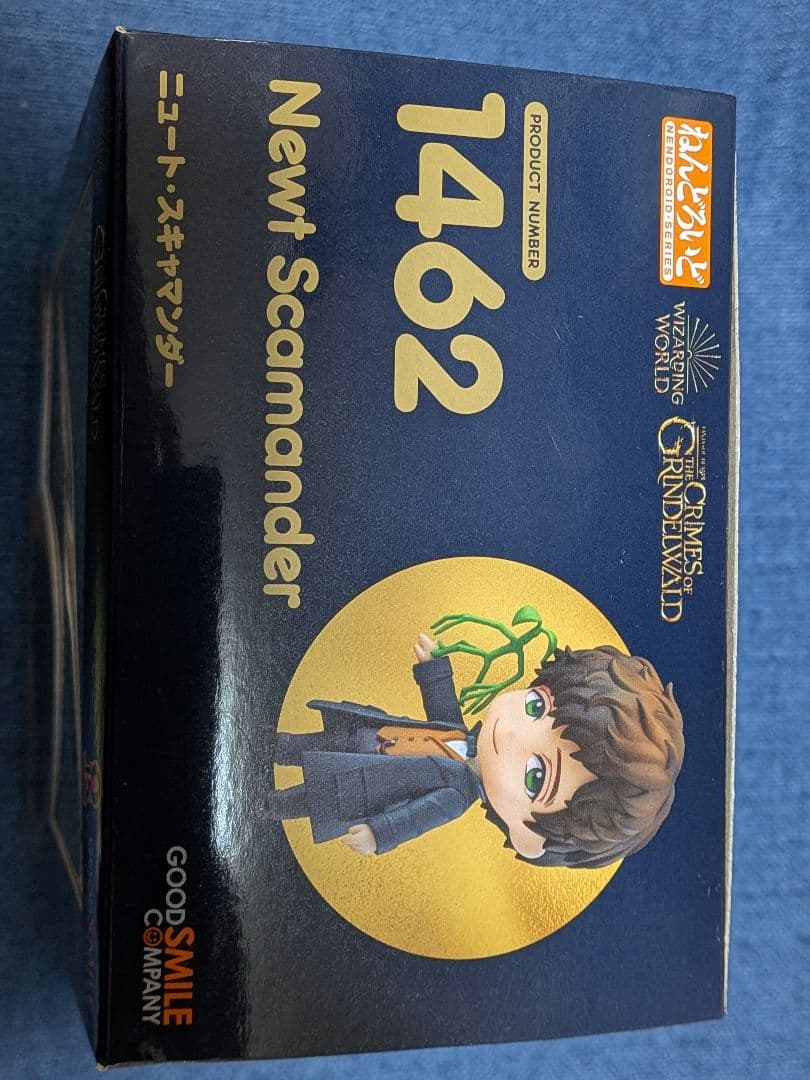 ねんどろいど
NENDOROID・SERIES
WIZARDING
WORLD
THE CRIMES OF
GRINDELWALD
PRODUCT NUMBER
1462
Newt Scamander
ニュート・スキャマンダー
GOOD SMILE
COMPANY